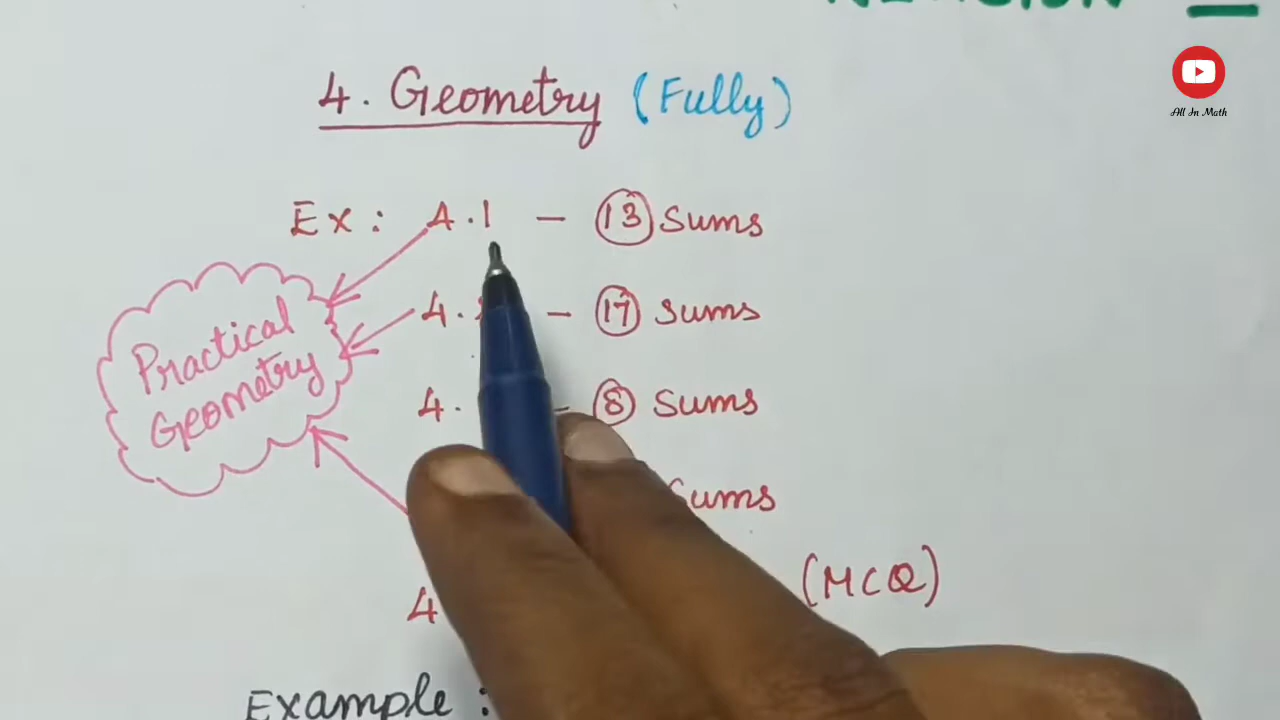 4. Geometry (Fully)
All In Math
Ex: 4.1 - 13 Sums
4. - 17 Sums
Practical
Geometry
4. - 8 Sums
Sums
4 (MCQ)
Example :